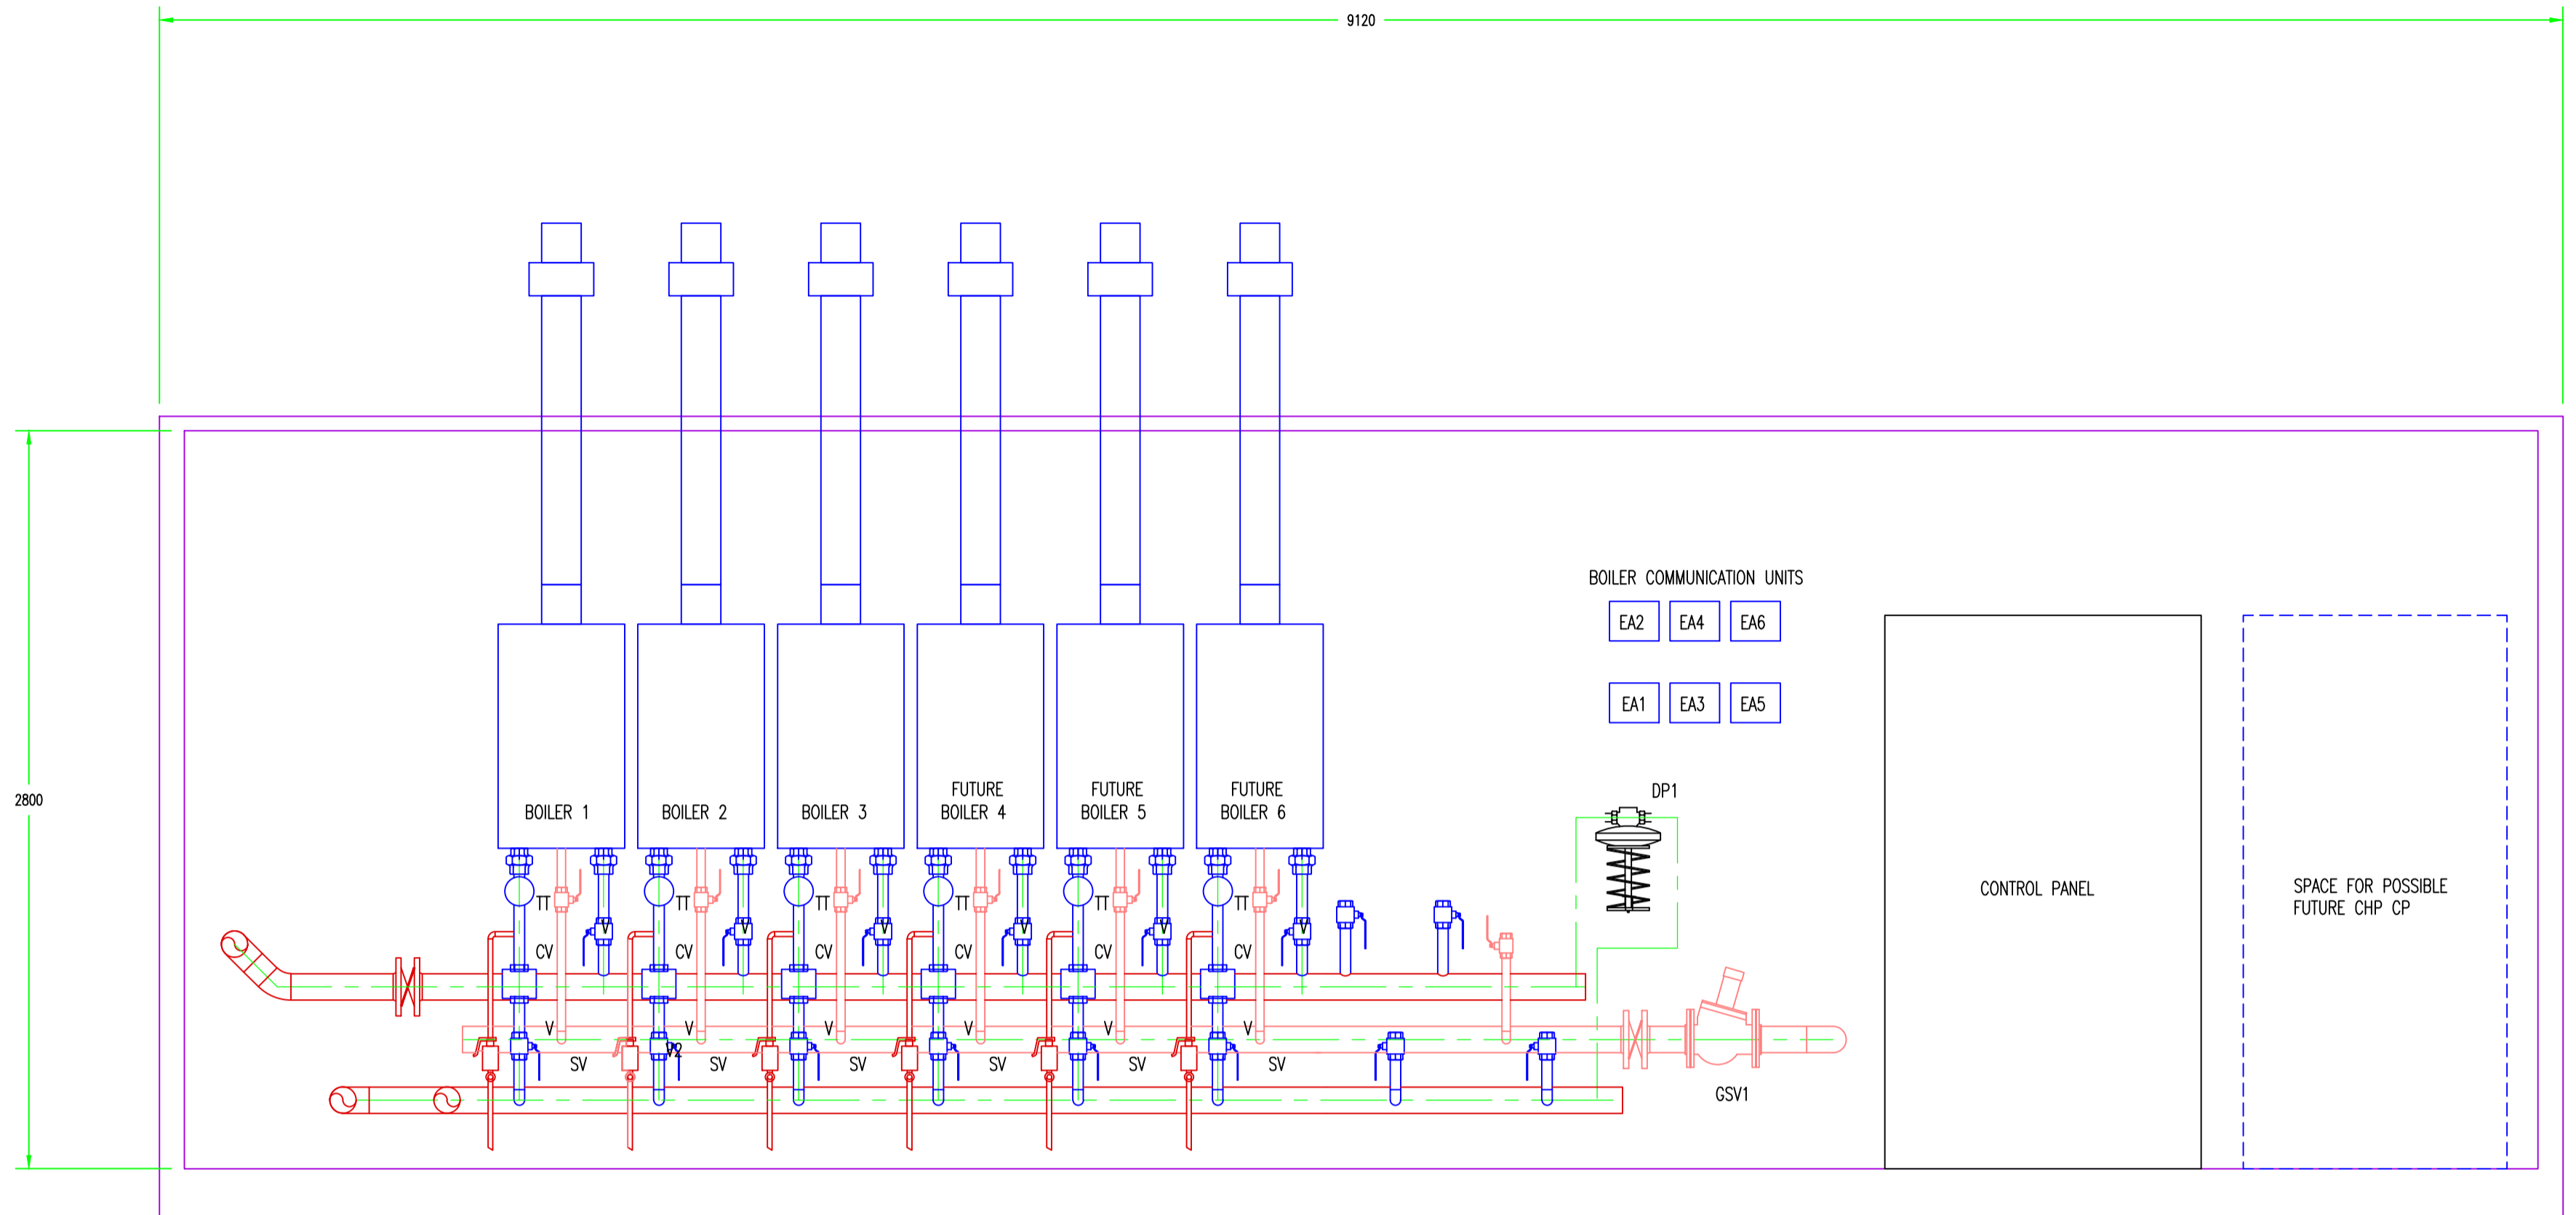 9120
BOILER COMMUNICATION UNITS
EA2 EA4 EA6
EA1 EA3 EA5
2800
DP1
FUTURE FUTURE FUTURE
BOILER 1 BOILER 2 BOILER 3 BOILER 4 BOILER 5 BOILER 6
CONTROL PANEL
SPACE FOR POSSIBLE
FUTURE CHP CP
TT TT TT TT TT TT
V V V V V V
CV CV CV CV CV CV
V V V V V V
V2
SV SV SV SV SV SV
GSV1